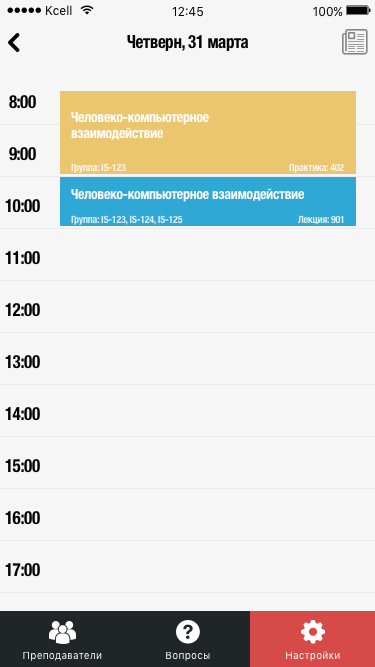 Kcell 12:45 100%
Четверг, 31 марта
8:00
Человеко-компьютерное
взаимодействие
9:00
Группа: IS-123 Практика: 402
Человеко-компьютерное взаимодействие
10:00
Группа: IS-123, IS-124, IS-125 Лекция: 901
11:00
12:00
13:00
14:00
15:00
16:00
17:00
Преподаватели Вопросы Настройки